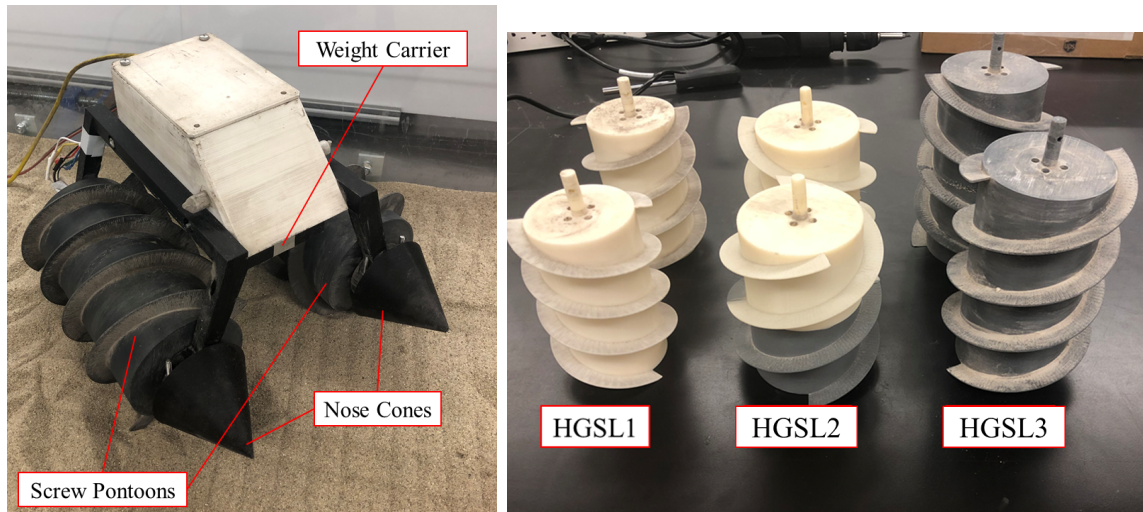 Weight Carrier
Nose Cones
Screw Pontoons
HGSL1
HGSL2
HGSL3